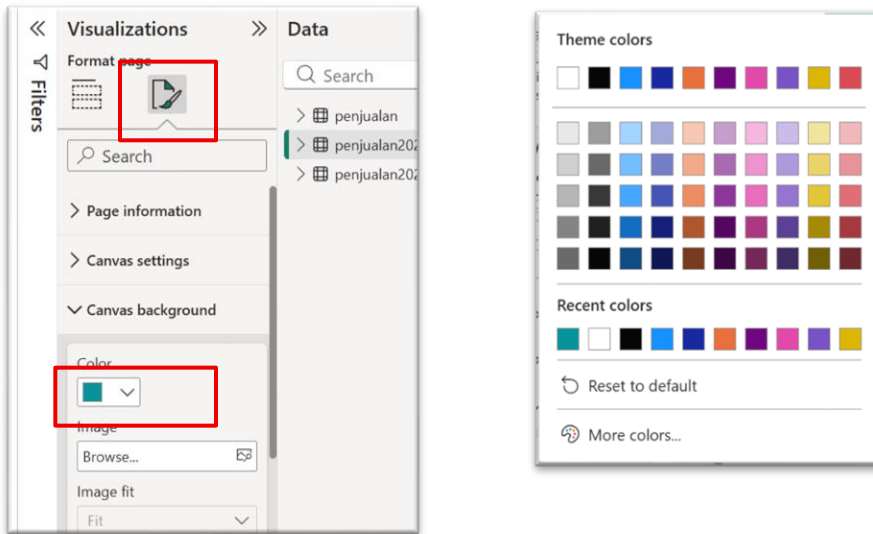 Visualizations
Data
Format page
Filters
Search
penjualan
penjualan202
penjualan202
Search
Page information
Canvas settings
Canvas background
Color
Image
Browse...
Image fit
Fit
Theme colors
Recent colors
Reset to default
More colors...